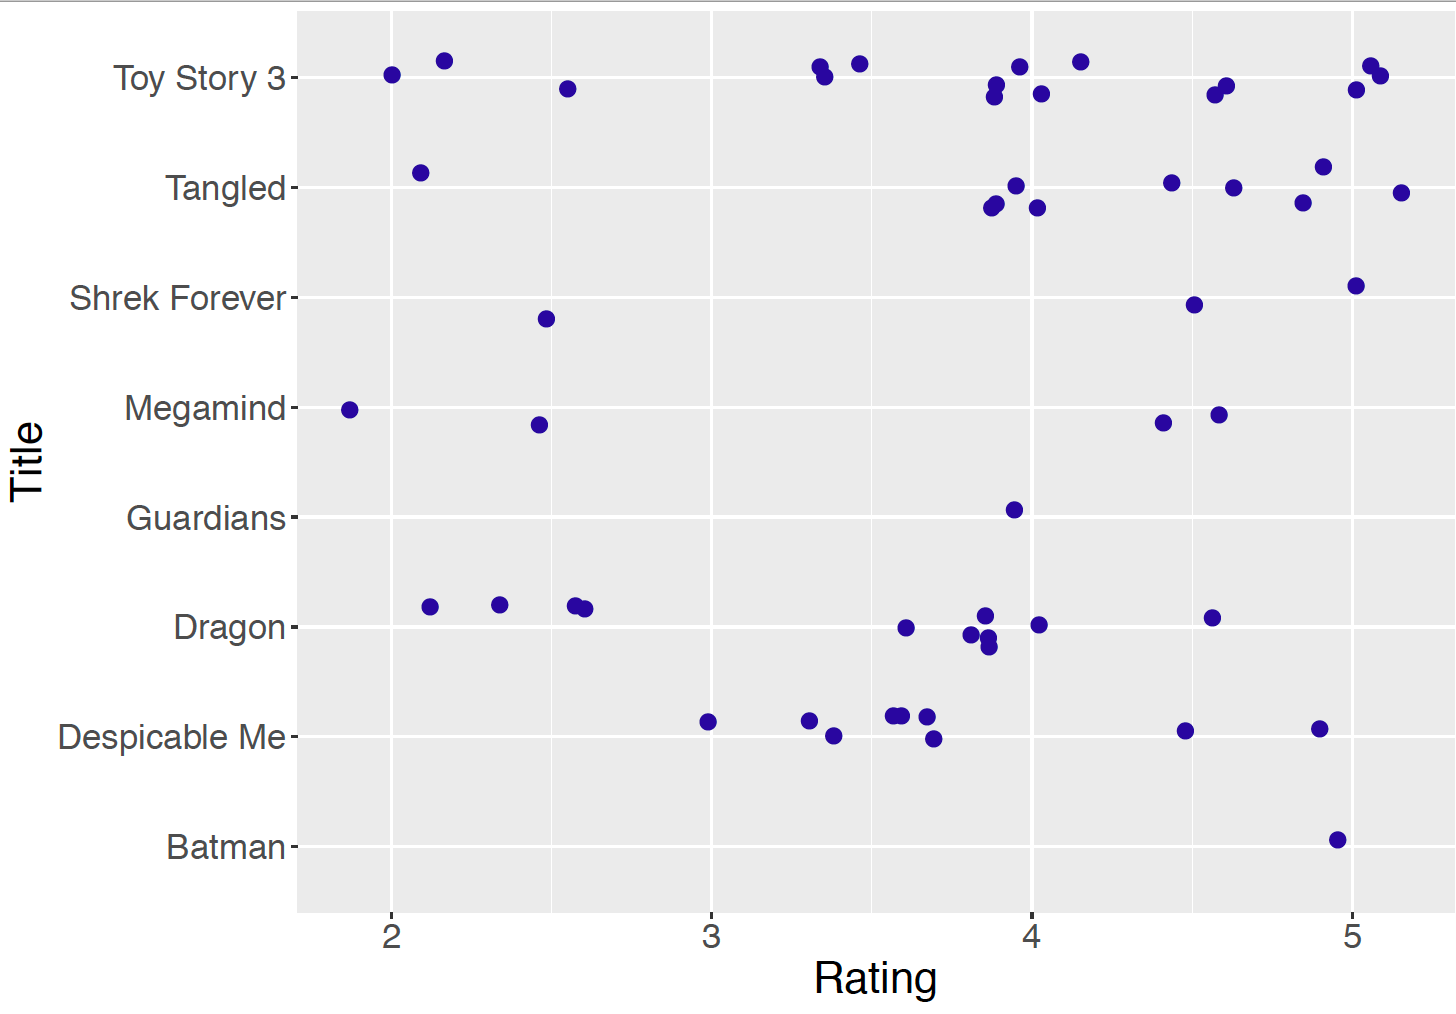 Toy Story 3
Tangled
Shrek Forever
Megamind
Guardians
Dragon
Despicable Me
Batman
Title
2 3 4 5
Rating